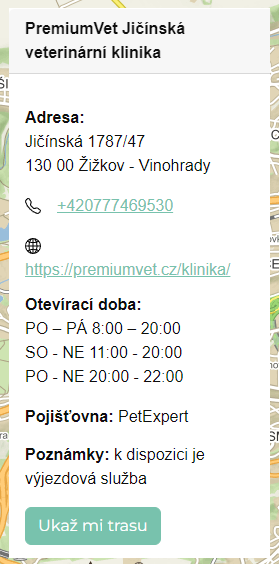 PremiumVet Jičínská
veterinární klinika
Adresa:
Jičínská 1787/47
130 00 Žižkov - Vinohrady
+420777469530
https://premiumvet.cz/klinika/
Otevírací doba:
PO – PÁ 8:00 – 20:00
SO - NE 11:00 - 20:00
PO - NE 20:00 - 22:00
Pojišťovna: PetExpert
Poznámky: k dispozici je
výjezdová služba
Ukaž mi trasu